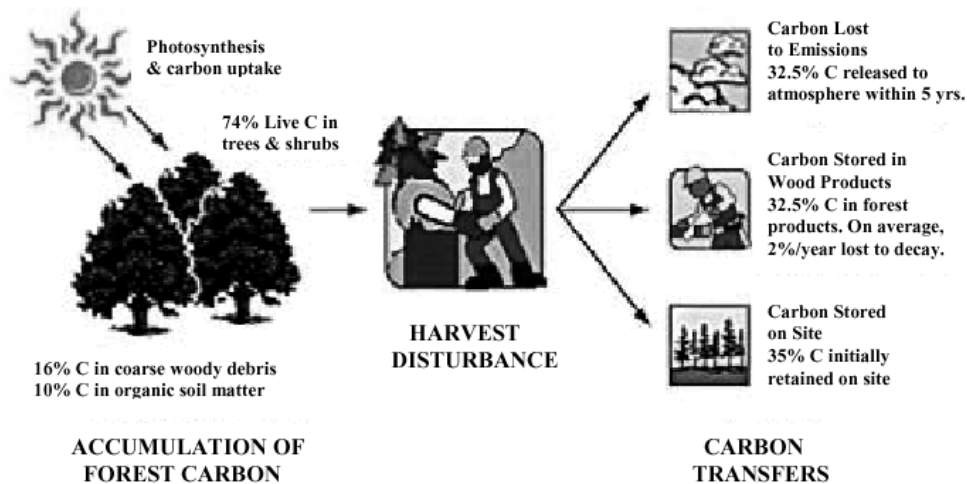 Photosynthesis
& carbon uptake
74% Live C in
trees & shrubs
16% C in coarse woody debris
10% C in organic soil matter
ACCUMULATION OF
FOREST CARBON
HARVEST
DISTURBANCE
Carbon Lost
to Emissions
32.5% C released to
atmosphere within 5 yrs.
Carbon Stored in
Wood Products
32.5% C in forest
products. On average,
2%/year lost to decay.
Carbon Stored
on Site
35% C initially
retained on site
CARBON
TRANSFERS